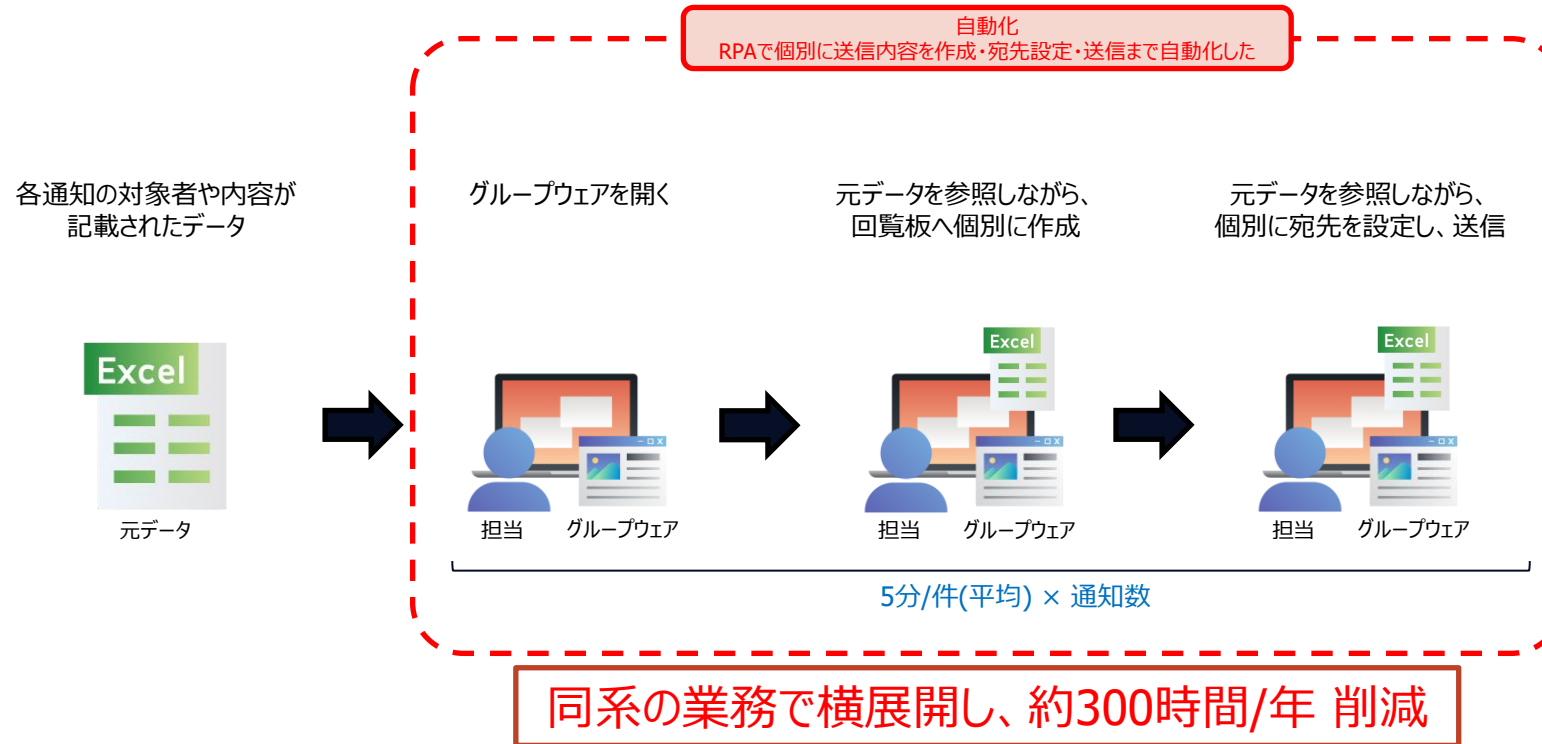 自動化
RPAで個別に送信内容を作成・宛先設定・送信まで自動化した
各通知の対象者や内容が
記載されたデータ
グループウェアを開く
元データを参照しながら、
回覧板へ個別に作成
元データを参照しながら、
個別に宛先を設定し、送信
Excel
元データ
担当
グループウェア
Excel
担当
グループウェア
Excel
担当
グループウェア
5分/件(平均) × 通知数
同系の業務で横展開し、約300時間/年 削減